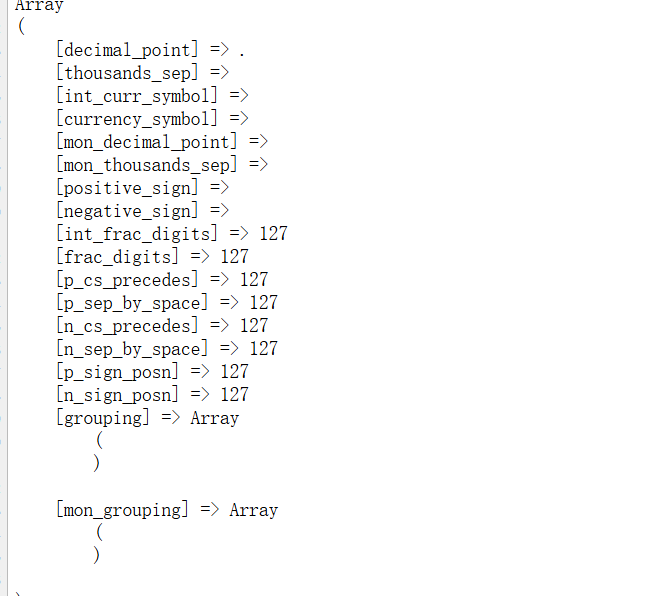 Array
(
[decimal_point] => .
[thousands_sep] =>
[int_curr_symbol] =>
[currency_symbol] =>
[mon_decimal_point] =>
[mon_thousands_sep] =>
[positive_sign] =>
[negative_sign] =>
[int_frac_digits] => 127
[frac_digits] => 127
[p_cs_precedes] => 127
[p_sep_by_space] => 127
[n_cs_precedes] => 127
[n_sep_by_space] => 127
[p_sign_posn] => 127
[n_sign_posn] => 127
[grouping] => Array
(
)
[mon_grouping] => Array
(
)
)